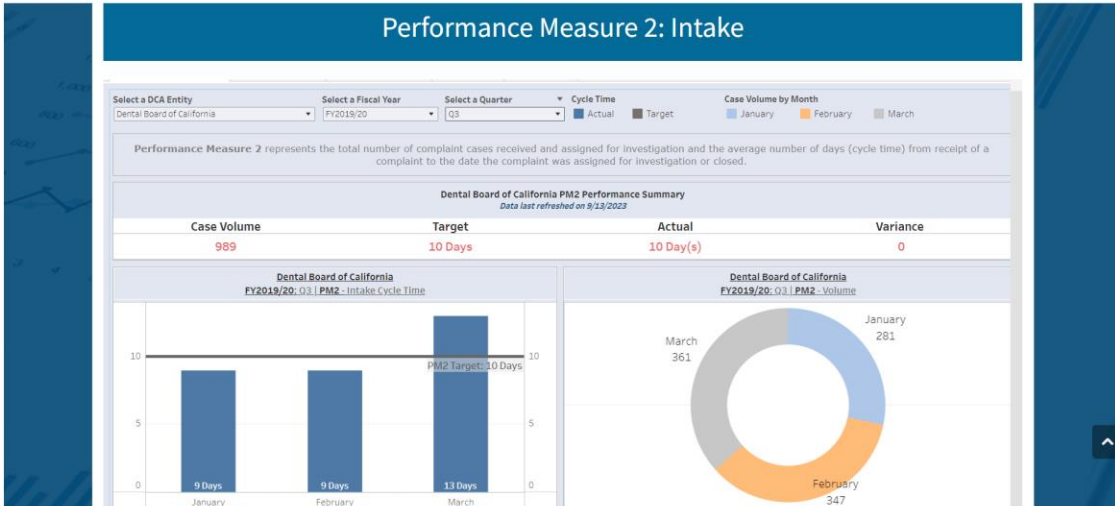 Performance Measure 2: Intake
Select a DCA Entity
Dental Board of California
Select a Fiscal Year
FY2019/20
Select a Quarter
Q3
Cycle Time
Actual
Target
Case Volume by Month
January
February
March
Performance Measure 2 represents the total number of complaint cases received and assigned for investigation and the average number of days (cycle time) from receipt of a
complaint to the date the complaint was assigned for investigation or closed.
Dental Board of California PM2 Performance Summary
Data last refreshed on 9/13/2023
Case Volume
Target
Actual
Variance
989
10 Days
10 Day(s)
0
Dental Board of California
FY2019/20: Q3 | PM2 - Intake Cycle Time
10
5
0
PM2 Target: 10 Days
10
5
0
9 Days
9 Days
13 Days
January
February
March
Dental Board of California
FY2019/20: Q3 | PM2 - Volume
January
281
March
361
February
347